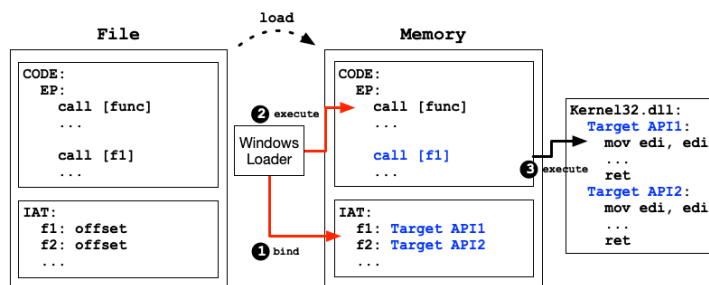 load
File
Memory
CODE:
EP:
call [func]
...
call [f1]
...
IAT:
f1: offset
f2: offset
...
Windows
Loader
2 execute
1 bind
CODE:
EP:
call [func]
...
call [f1]
...
IAT:
f1: Target API1
f2: Target API2
...
3 execute
Kernel32.dll:
Target API1:
mov edi, edi
...
ret
Target API2:
mov edi, edi
...
ret